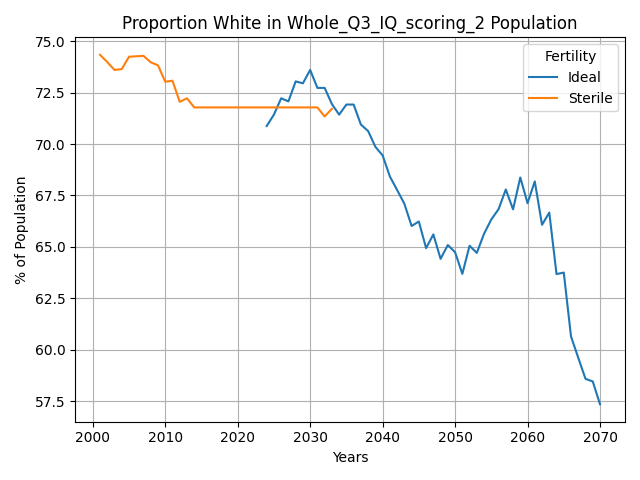 Proportion White in Whole_Q3_IQ_scoring_2 Population
75.0
72.5
70.0
67.5
65.0
62.5
60.0
57.5
% of Population
Fertility
Ideal
Sterile
2000 2010 2020 2030 2040 2050 2060 2070
Years